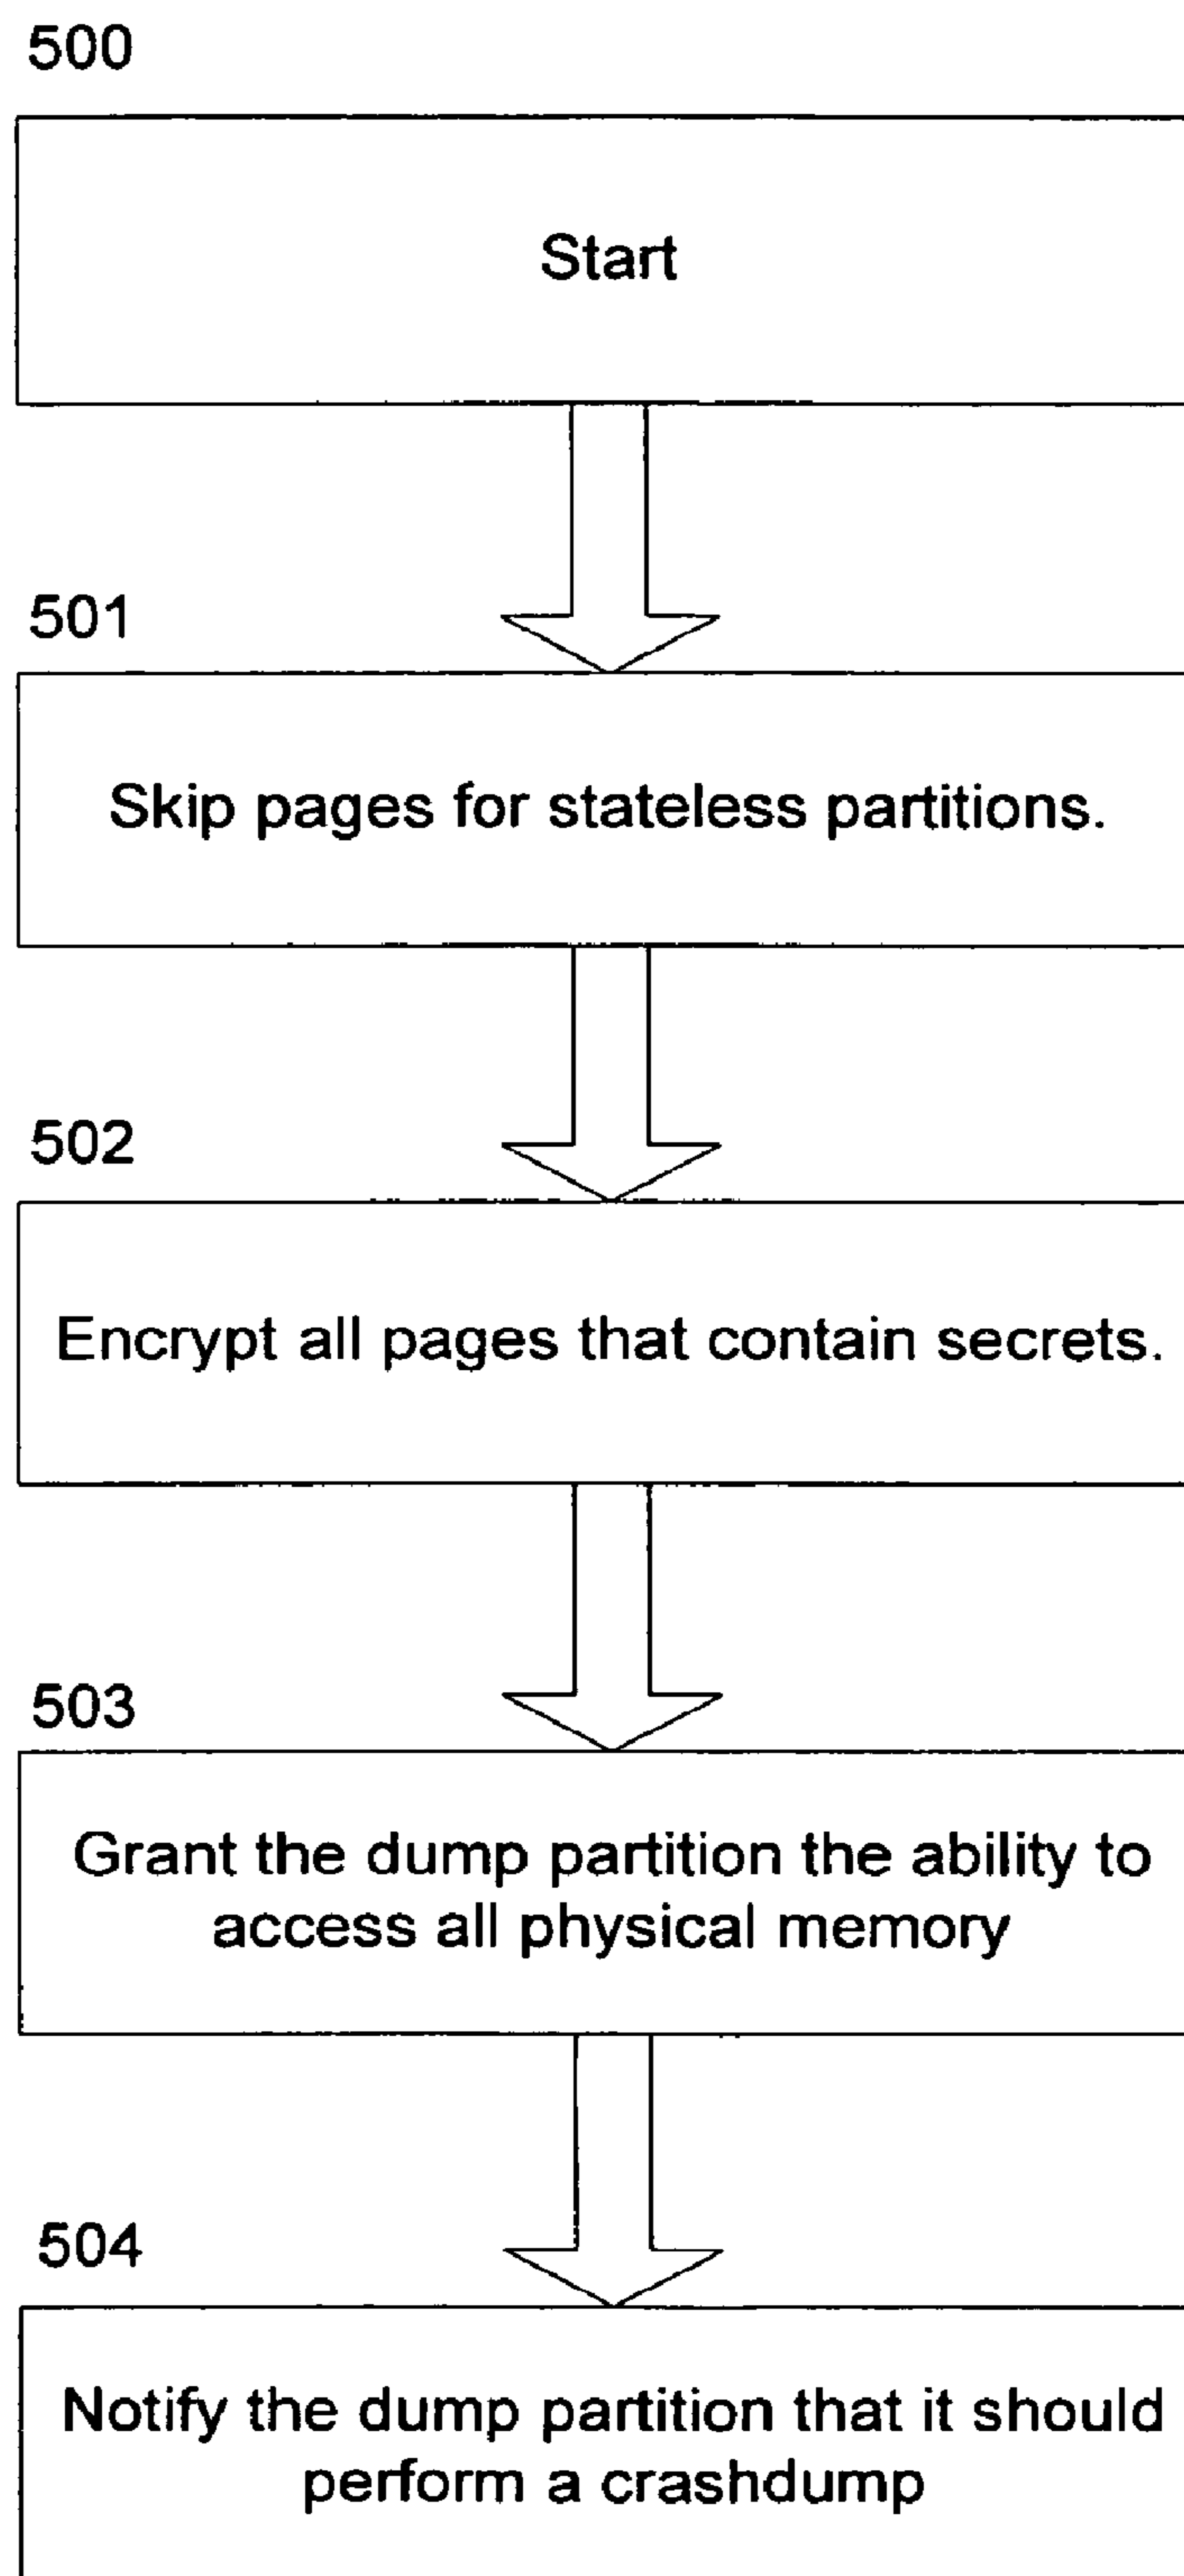 500
Start
501
Skip pages for stateless partitions.
502
Encrypt all pages that contain secrets.
503
Grant the dump partition the ability to
access all physical memory
504
Notify the dump partition that it should
perform a crashdump